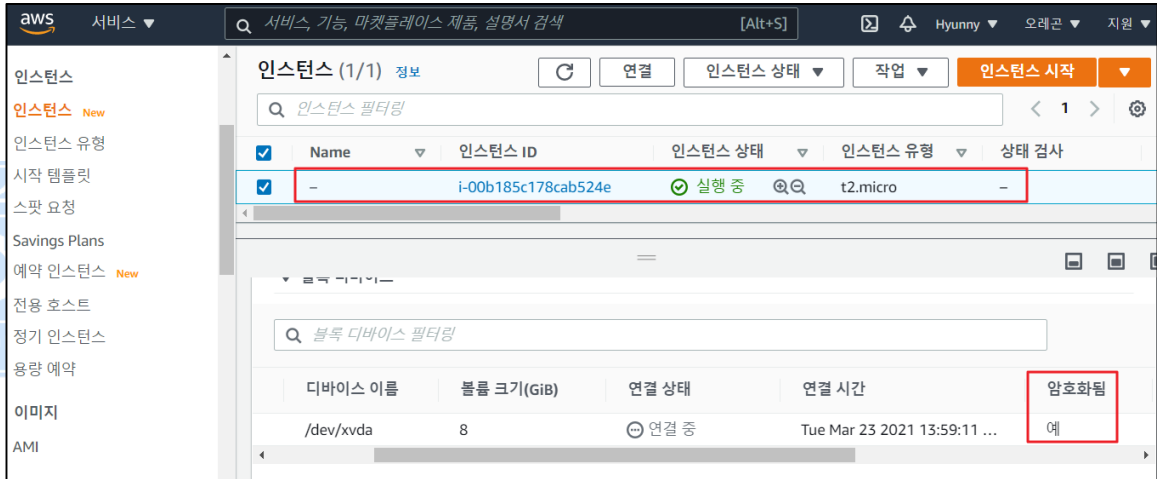 aws 서비스 ▼ 서비스, 기능, 마켓플레이스 제품, 설명서 검색 [Alt+S] Hyunny ▼ 오레곤 ▼ 지원 ▼
인스턴스
인스턴스 New
인스턴스 유형
시작 템플릿
스팟 요청
Savings Plans
예약 인스턴스 New
전용 호스트
정기 인스턴스
용량 예약
이미지
AMI
인스턴스 (1/1) 정보 연결 인스턴스 상태 ▼ 작업 ▼ 인스턴스 시작 ▼
인스턴스 필터링 < 1 >
Name 인스턴스 ID 인스턴스 상태 인스턴스 유형 상태 검사
– i-00b185c178cab524e 실행 중 t2.micro –
블록 디바이스 필터링
디바이스 이름 볼륨 크기(GiB) 연결 상태 연결 시간 암호화됨
/dev/xvda 8 연결 중 Tue Mar 23 2021 13:59:11 ... 예